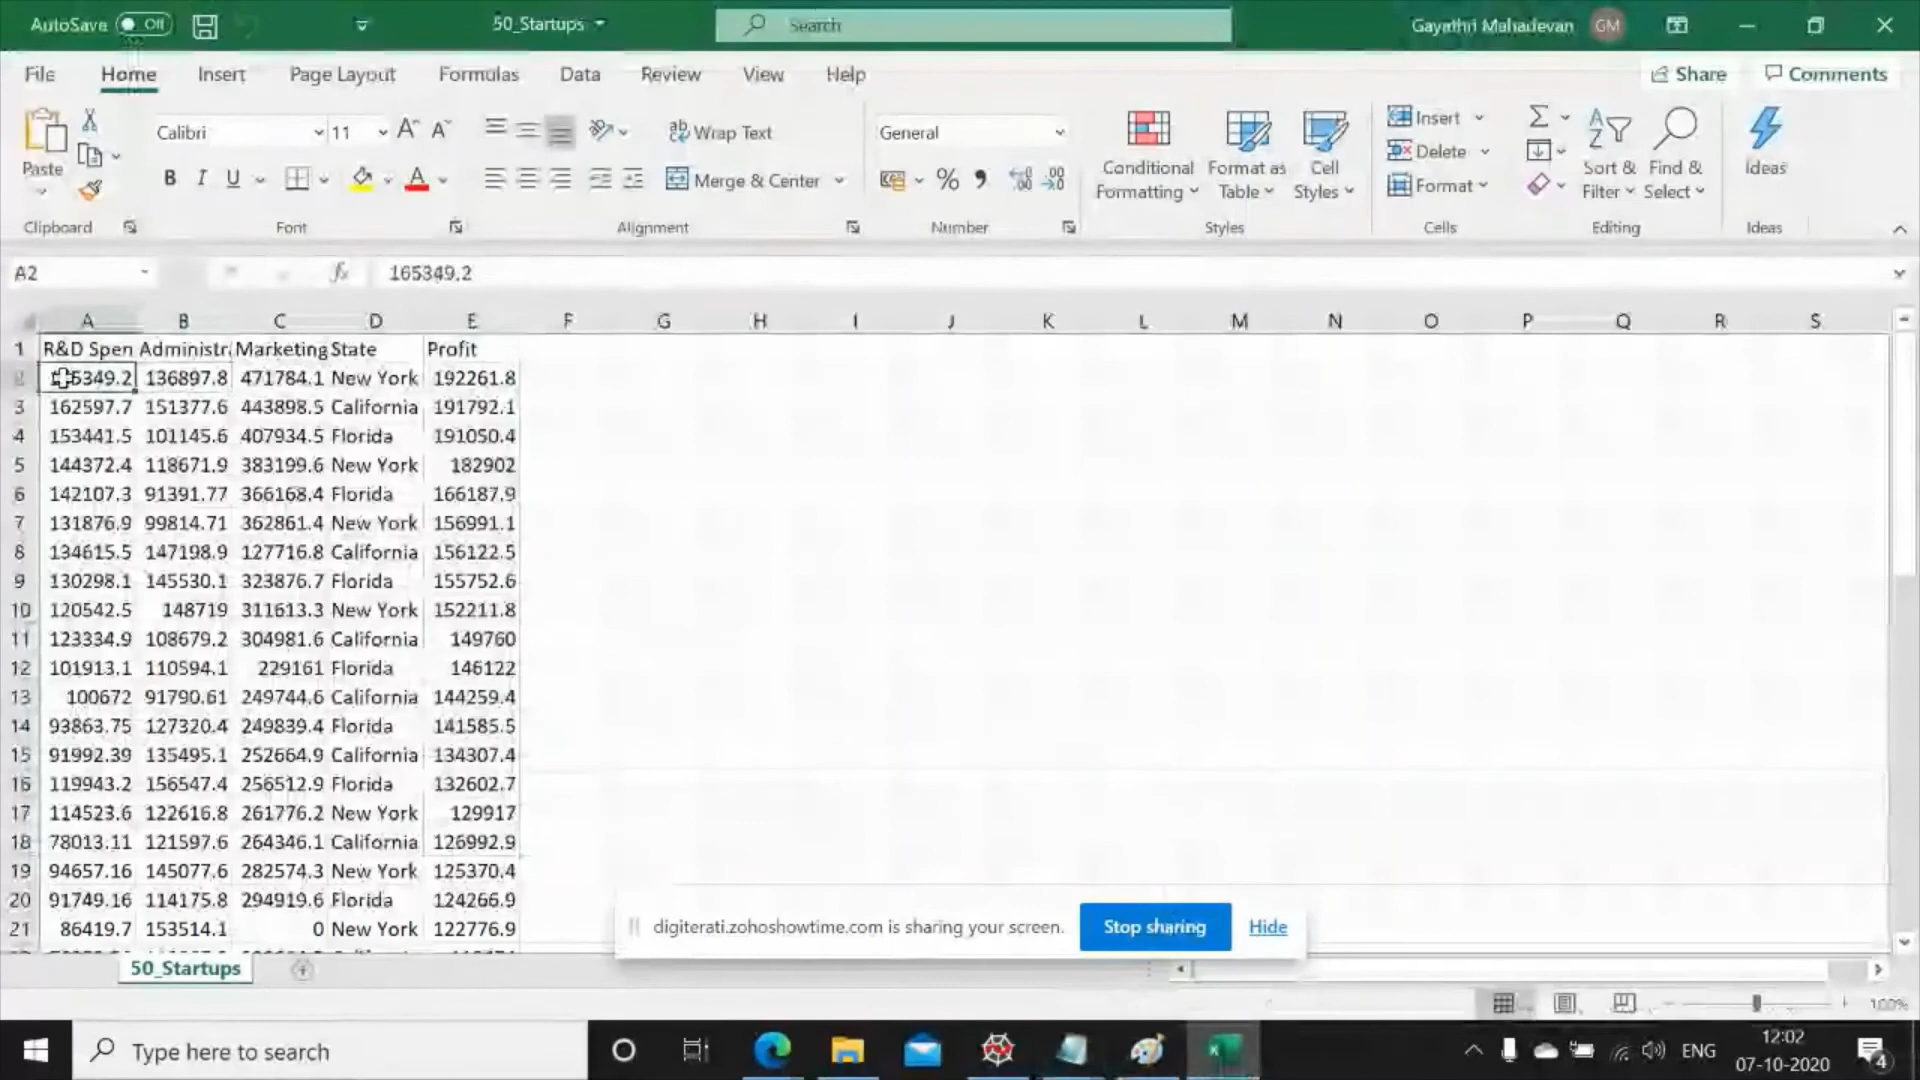 AutoSave Off 50_Startups Search Gayathri Mahadevan GM
File Home Insert Page Layout Formulas Data Review View Help Share Comments
Calibri 11 Wrap Text General Insert
Paste Conditional Format as Cell Delete Sort & Find & Ideas
B I U A Merge & Center % Formatting Table Styles Format Filter Select
Clipboard Font Alignment Number Styles Cells Editing Ideas
A2 fx 165349.2
A B C D E F G H I J K L M N O P Q R S
1 R&D Spen Administra Marketing State Profit
2 5349.2 136897.8 471784.1 New York 192261.8
3 162597.7 151377.6 443898.5 California 191792.1
4 153441.5 101145.6 407934.5 Florida 191050.4
5 144372.4 118671.9 383199.6 New York 182902
6 142107.3 91391.77 366168.4 Florida 166187.9
7 131876.9 99814.71 362861.4 New York 156991.1
8 134615.5 147198.9 127716.8 California 156122.5
9 130298.1 145530.1 323876.7 Florida 155752.6
10 120542.5 148719 311613.3 New York 152211.8
11 123334.9 108679.2 304981.6 California 149760
12 101913.1 110594.1 229161 Florida 146122
13 100672 91790.61 249744.6 California 144259.4
14 93863.75 127320.4 249839.4 Florida 141585.5
15 91992.39 135495.1 252664.9 California 134307.4
16 119943.2 156547.4 256512.9 Florida 132602.7
17 114523.6 122616.8 261776.2 New York 129917
18 78013.11 121597.6 264346.1 California 126992.9
19 94657.16 145077.6 282574.3 New York 125370.4
20 91749.16 114175.8 294919.6 Florida 124266.9
21 86419.7 153514.1 0 New York 122776.9
digiterati.zohoshowtime.com is sharing your screen. Stop sharing Hide
50_Startups
100%
Type here to search ENG 12:02
07-10-2020 4